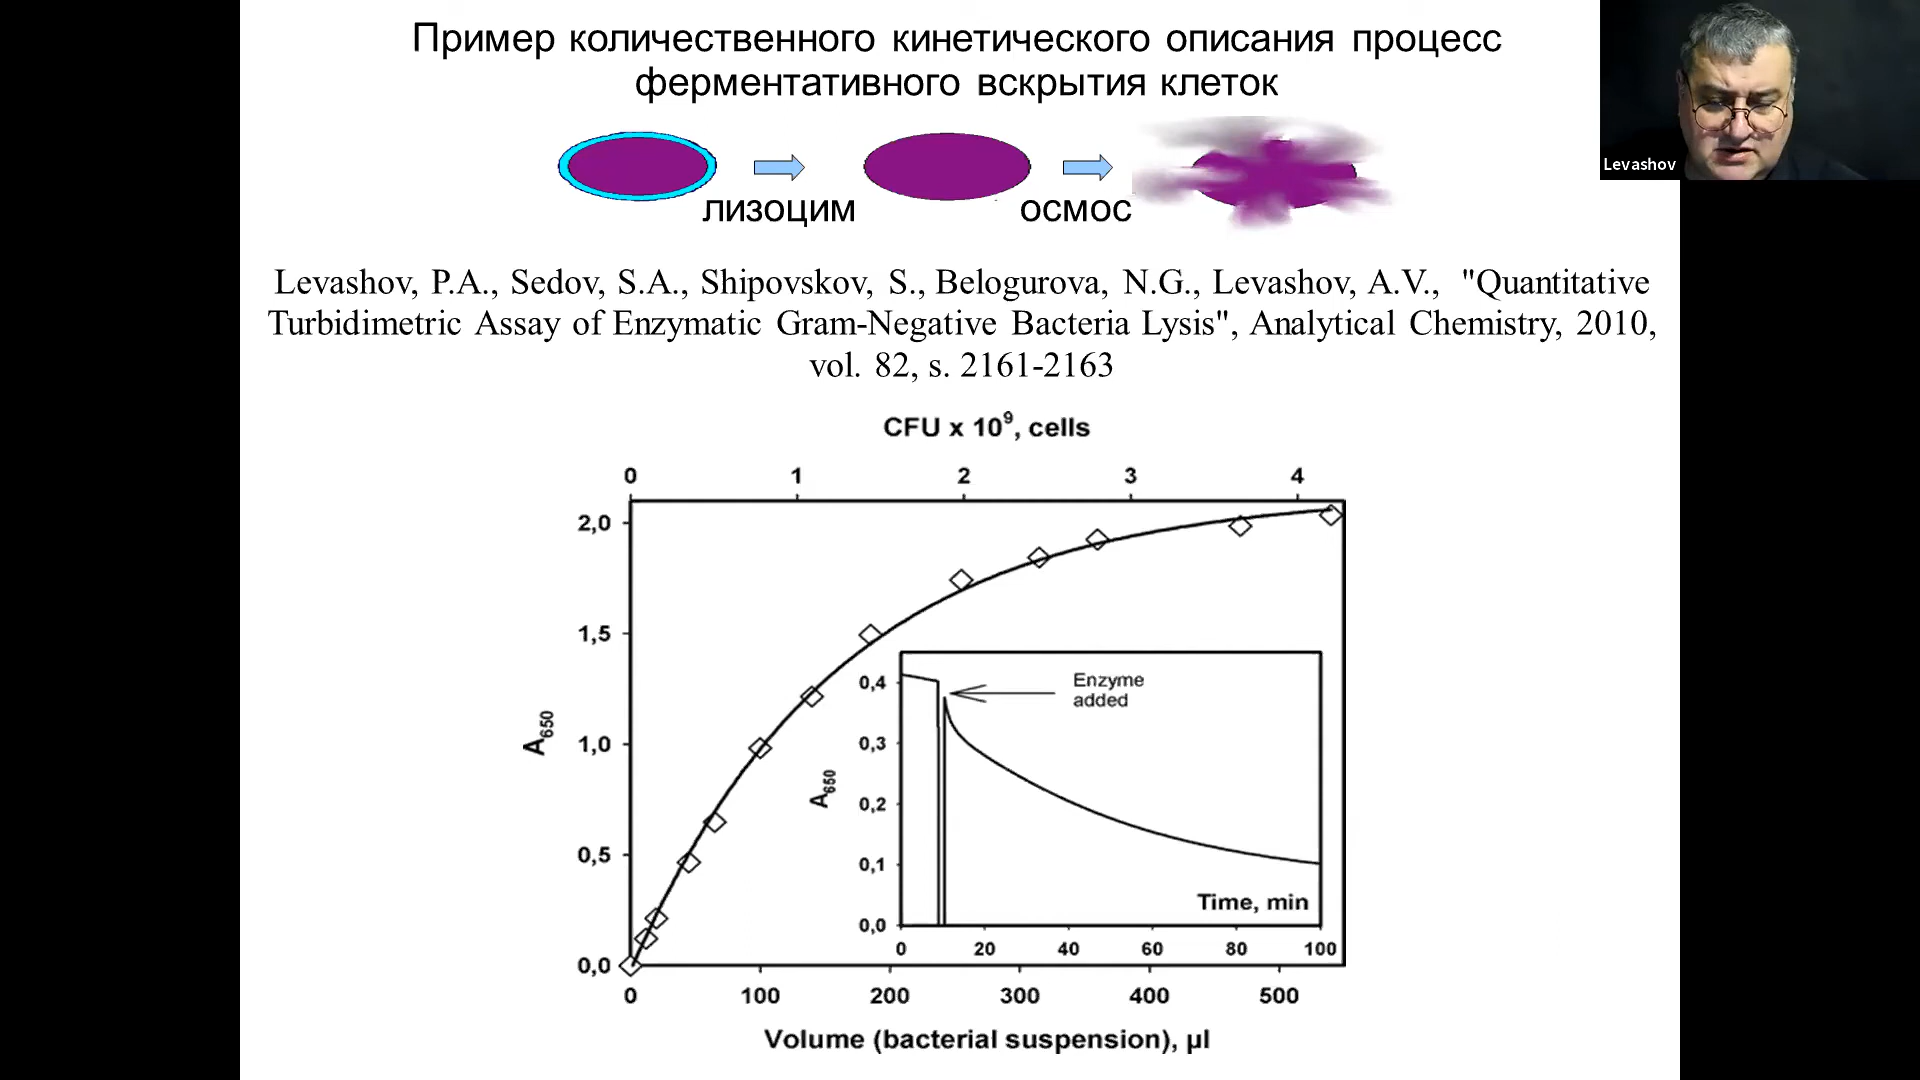 Пример количественного кинетического описания процесс
ферментативного вскрытия клеток
Levashov
лизоцим
осмос
Levashov, P.A., Sedov, S.A., Shipovskov, S., Belogurova, N.G., Levashov, A.V., "Quantitative
Turbidimetric Assay of Enzymatic Gram-Negative Bacteria Lysis", Analytical Chemistry, 2010,
vol. 82, s. 2161-2163
CFU x 10⁹, cells
0 1 2 3 4
2,0
1,5
1,0
0,5
0,0
A₆₅₀
0 100 200 300 400 500
Volume (bacterial suspension), µl
Enzyme
added
0,4
0,3
0,2
0,1
0,0
A₆₅₀
Time, min
0 20 40 60 80 100